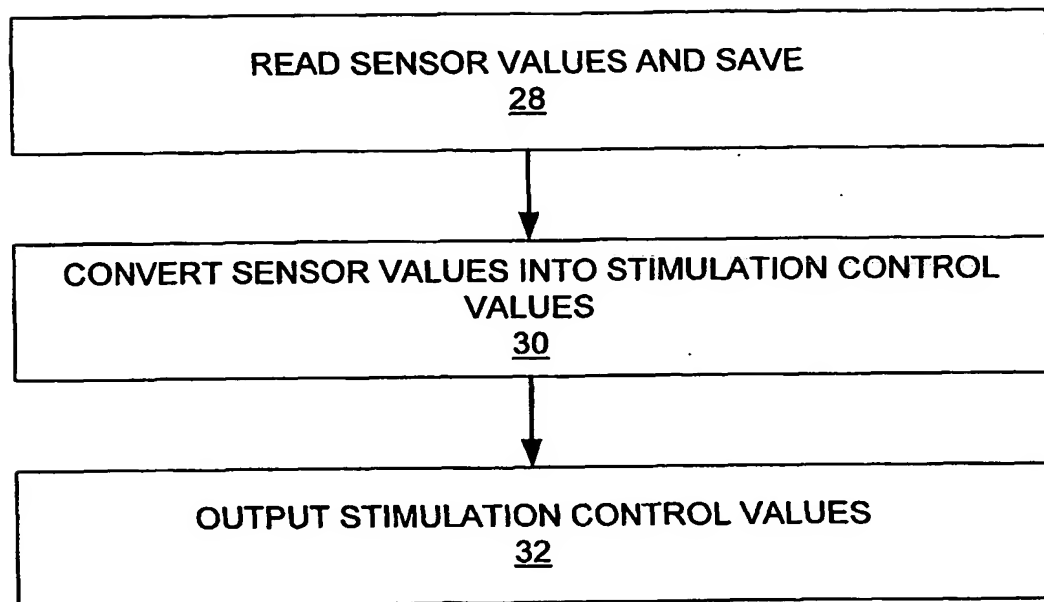 READ SENSOR VALUES AND SAVE
28
CONVERT SENSOR VALUES INTO STIMULATION CONTROL
VALUES
30
OUTPUT STIMULATION CONTROL VALUES
32